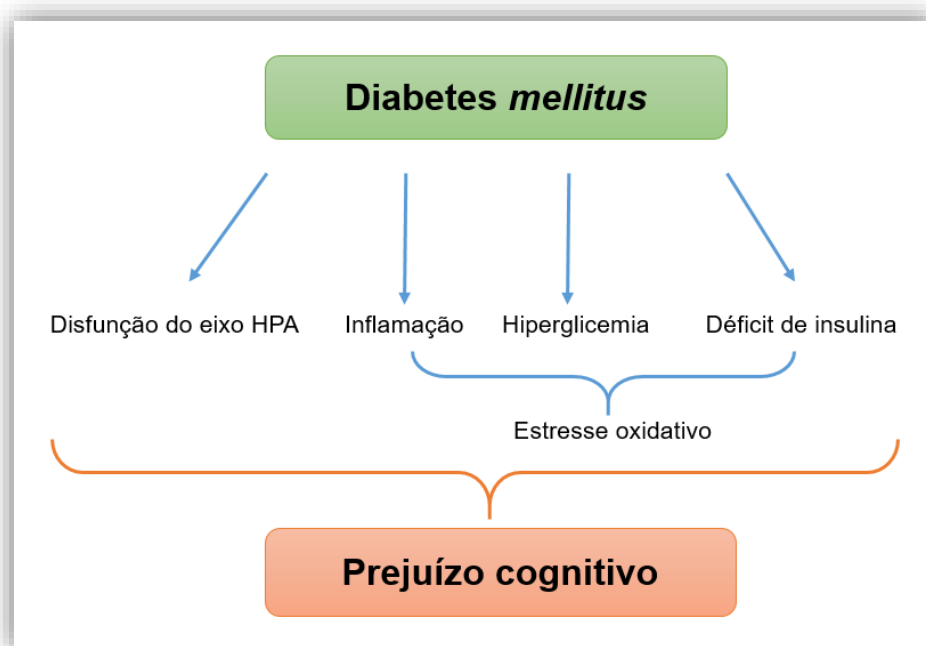 Diabetes mellitus
Disfunção do eixo HPA
Inflamação
Hiperglicemia
Déficit de insulina
Estresse oxidativo
Prejuízo cognitivo